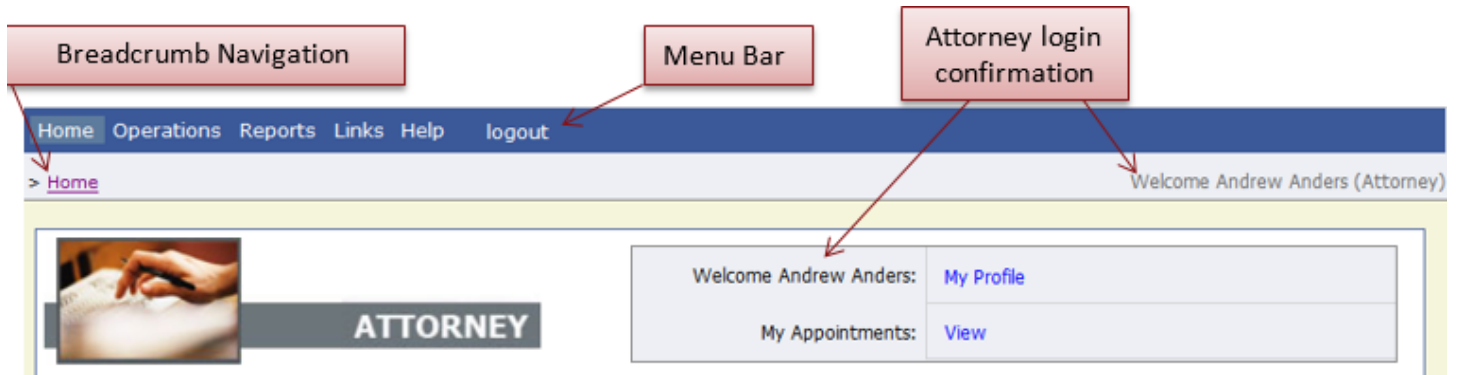 Breadcrumb Navigation
Menu Bar
Attorney login
confirmation
Home Operations Reports Links Help logout
> Home
Welcome Andrew Anders (Attorney)
ATTORNEY
Welcome Andrew Anders: My Profile
My Appointments: View